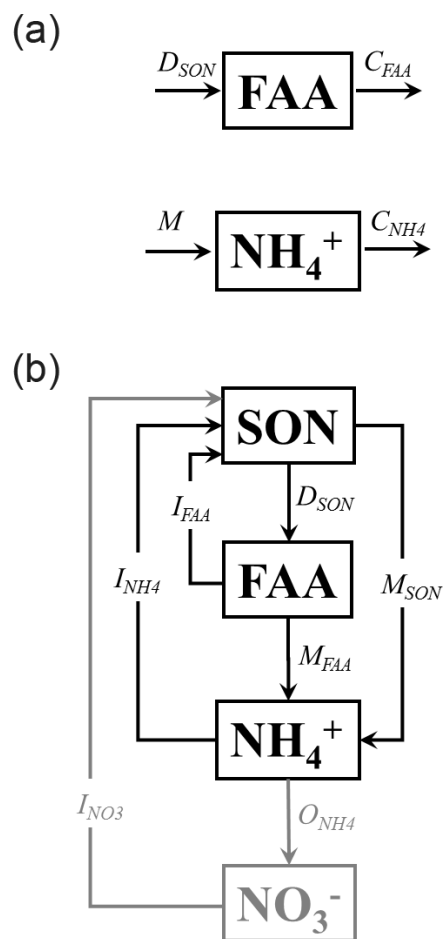 (a)
D_SON FAA C_FAA
M NH₄⁺ C_NH4
(b)
SON
I_FAA D_SON
FAA
I_NH4 M_SON
M_FAA
NH₄⁺
I_NO3 O_NH4
NO₃⁻